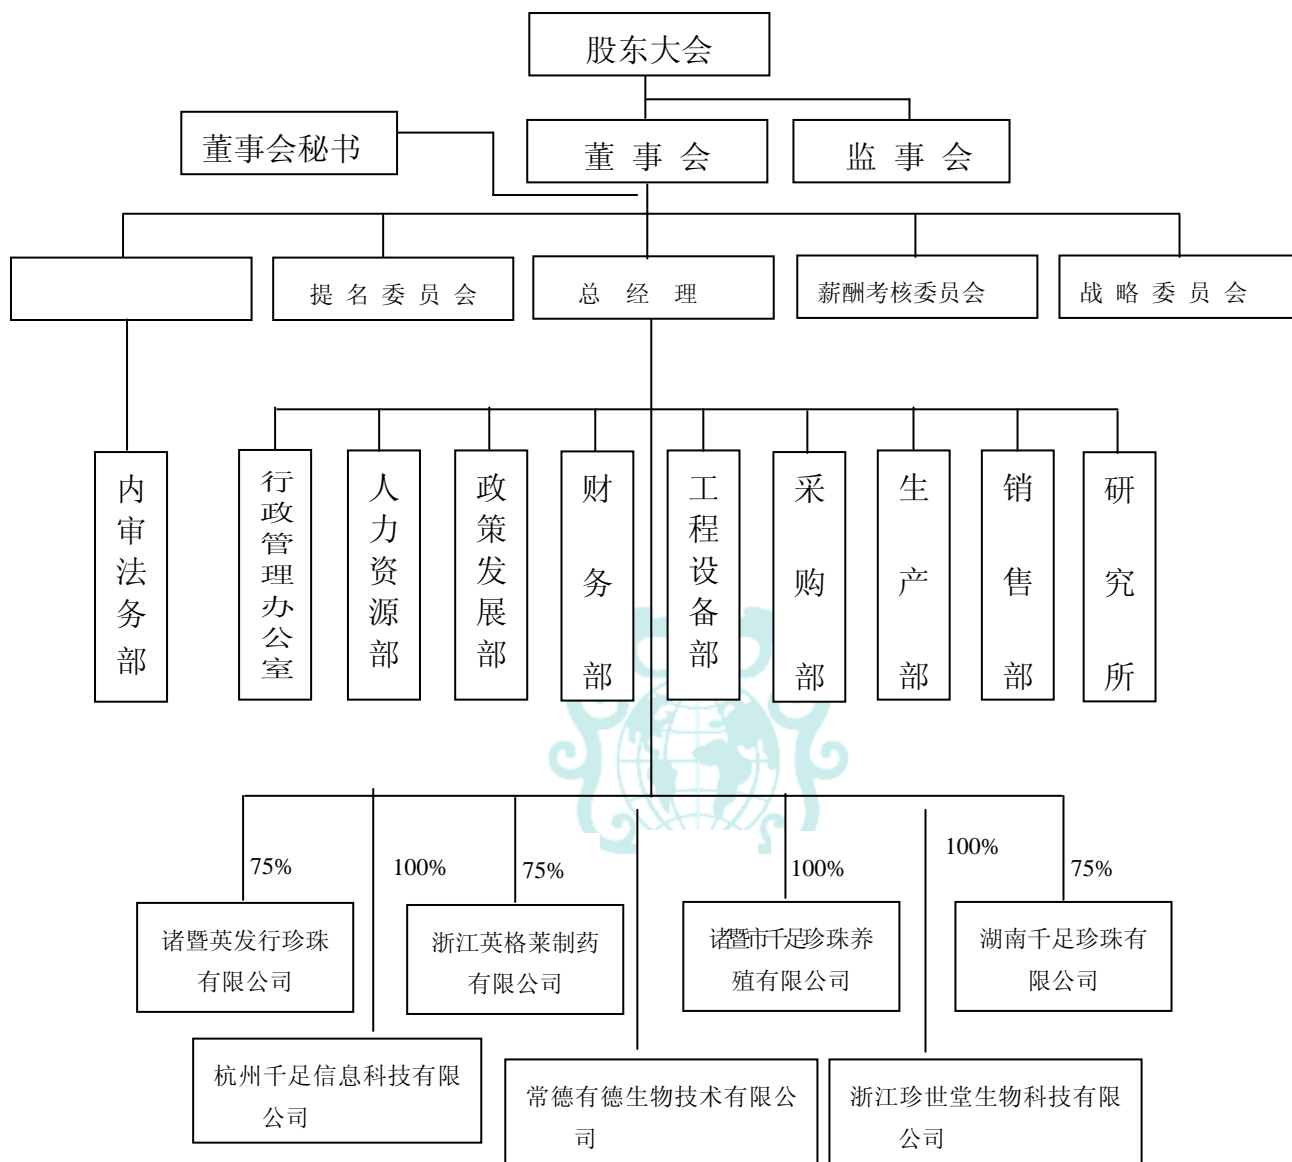 股东大会
董事会秘书
董 事 会
监 事 会
提 名 委 员 会
总 经 理
薪酬考核委员会
战 略 委 员 会
内审法务部
行政管理办公室
人力资源部
政策发展部
财务部
工程设备部
采购部
生产部
销售部
研究所
75%
100%
75%
100%
100%
75%
诸暨英发行珍珠
有限公司
浙江英格莱制药
有限公司
诸暨市千足珍珠养
殖有限公司
湖南千足珍珠有
限公司
杭州千足信息科技有限
公司
常德有德生物技术有限公
司
浙江珍世堂生物科技有限
公司